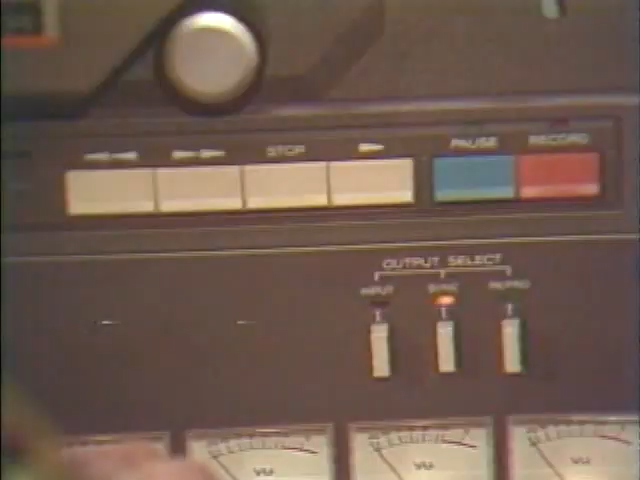 STOP
PAUSE
RECORD
OUTPUT SELECT
INPUT
SYNC
REPRO
VU
VU
VU